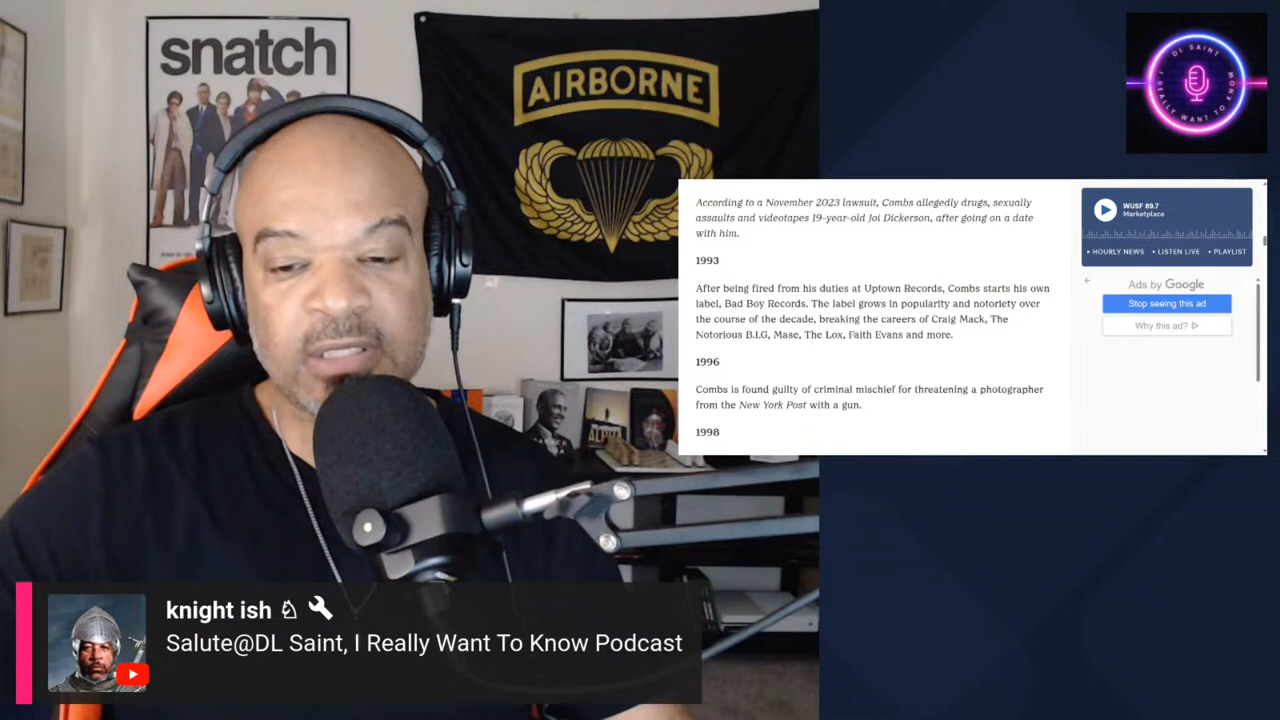 snatch
AIRBORNE
DL SAINT
I REALLY WANT TO KNOW
According to a November 2023 lawsuit, Combs allegedly drugs, sexually
assaults and videotapes 19-year-old Joi Dickerson, after going on a date
with him.
1993
After being fired from his duties at Uptown Records, Combs starts his own
label, Bad Boy Records. The label grows in popularity and notoriety over
the course of the decade, breaking the careers of Craig Mack, The
Notorious B.I.G, Mase, The Lox, Faith Evans and more.
1996
Combs is found guilty of criminal mischief for threatening a photographer
from the New York Post with a gun.
1998
WUSF 89.7
Marketplace
HOURLY NEWS
LISTEN LIVE
PLAYLIST
Ads by Google
Stop seeing this ad
Why this ad?
ALPHA
knight ish
Salute@DL Saint, I Really Want To Know Podcast